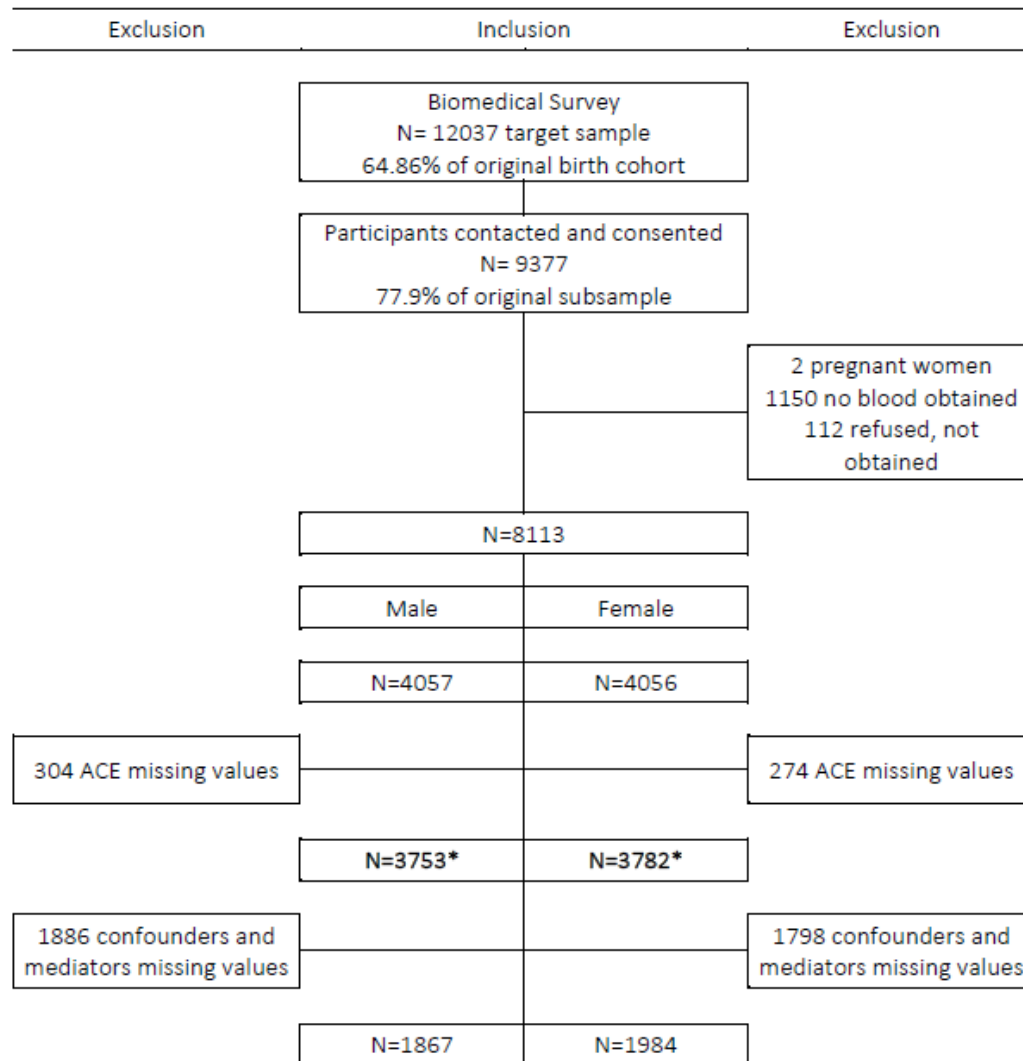 Exclusion
Inclusion
Exclusion
Biomedical Survey
N= 12037 target sample
64.86% of original birth cohort
Participants contacted and consented
N= 9377
77.9% of original subsample
2 pregnant women
1150 no blood obtained
112 refused, not
obtained
N=8113
Male
Female
N=4057
N=4056
304 ACE missing values
274 ACE missing values
N=3753*
N=3782*
1886 confounders and
mediators missing values
1798 confounders and
mediators missing values
N=1867
N=1984